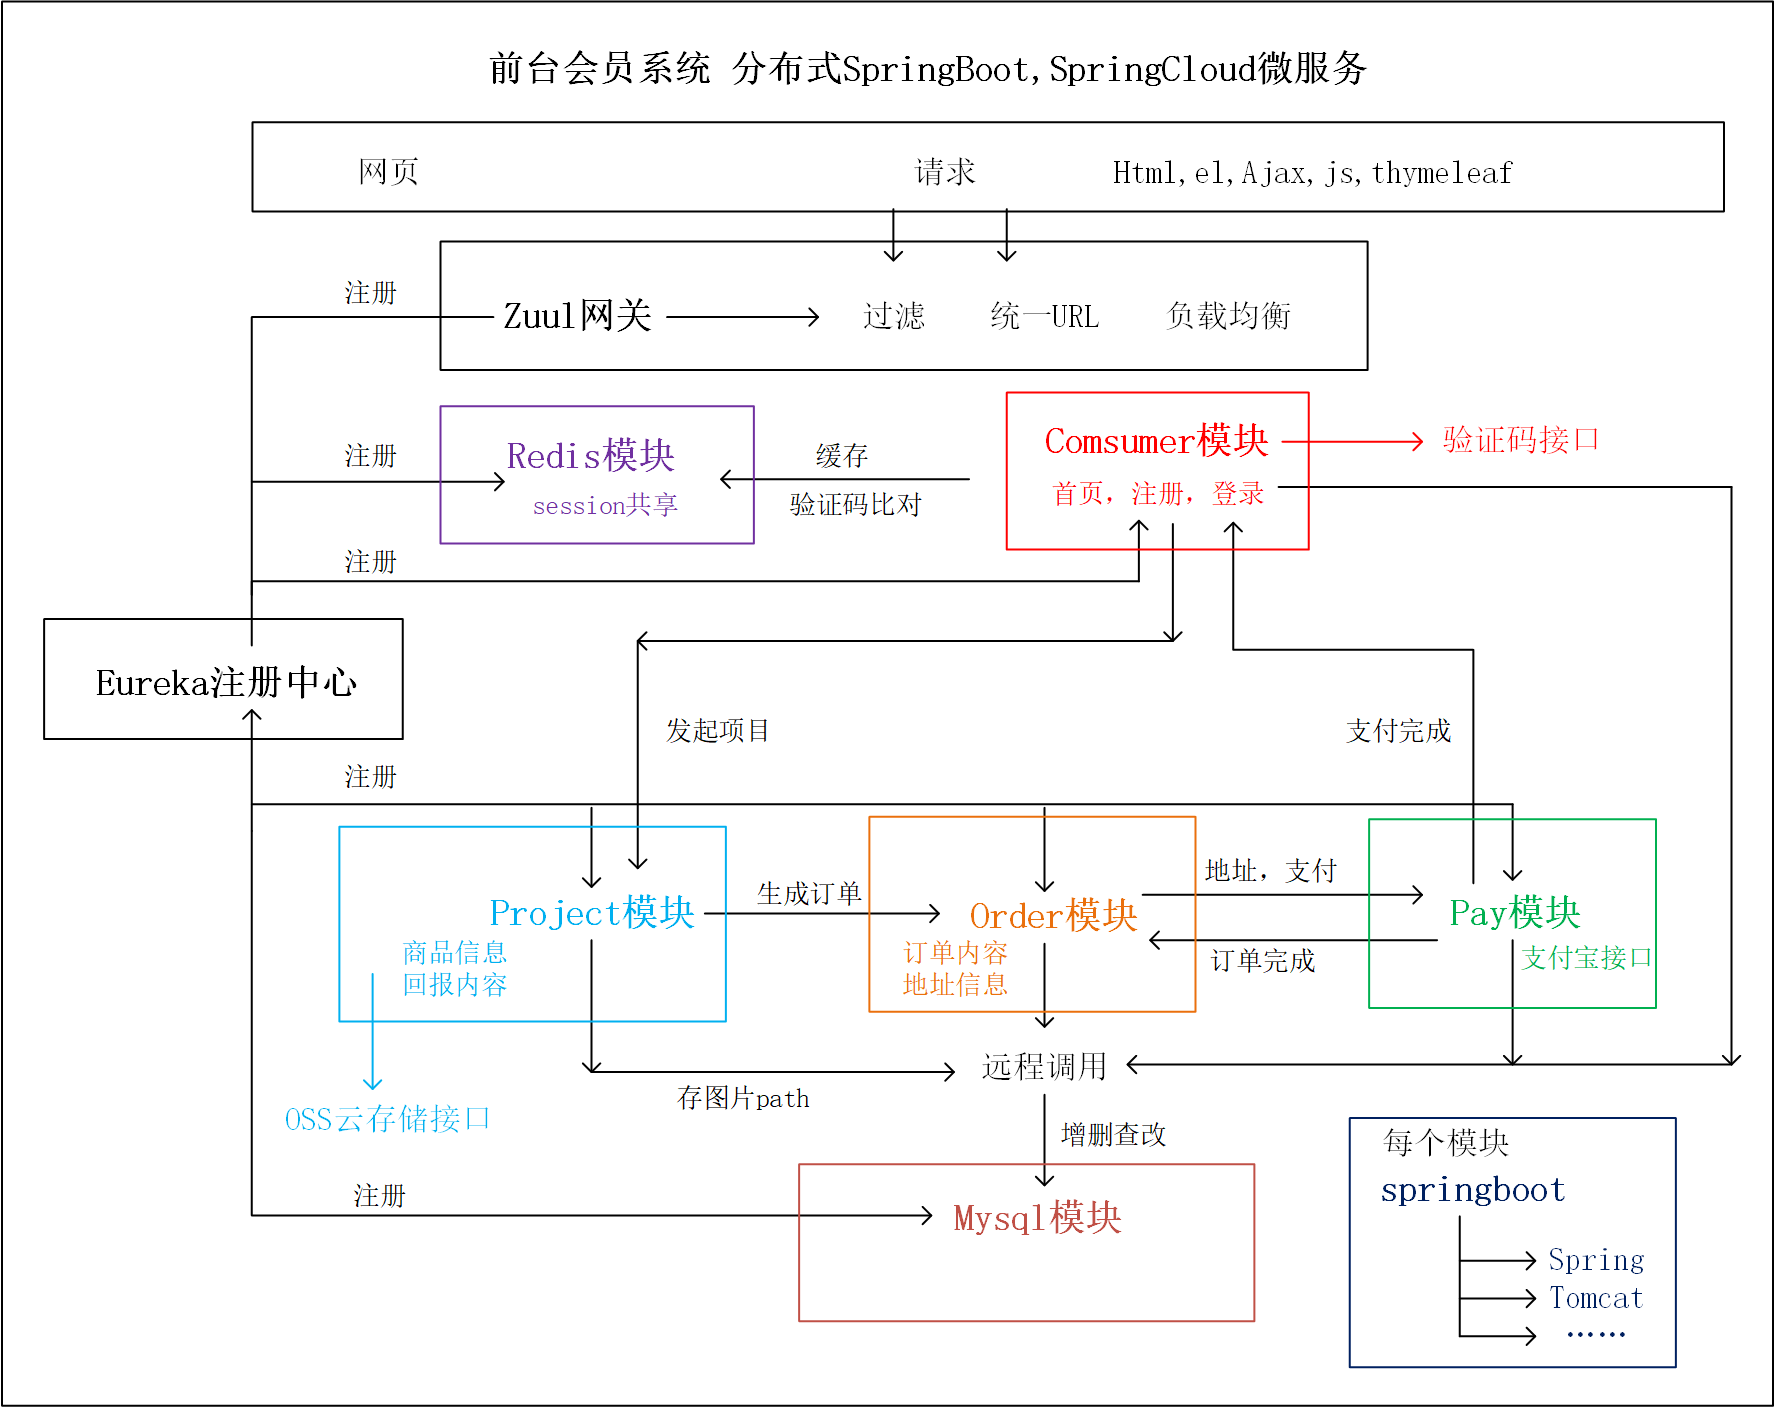 前台会员系统 分布式SpringBoot,SpringCloud微服务
网页 请求 Html,el,Ajax,js,thymeleaf
注册
Zuul网关 过滤 统一URL 负载均衡
注册
Redis模块
session共享
缓存
验证码比对
Comsumer模块
首页，注册，登录
验证码接口
注册
Eureka注册中心
发起项目
支付完成
注册
Project模块
商品信息
回报内容
生成订单
Order模块
订单内容
地址信息
地址，支付
订单完成
Pay模块
支付宝接口
远程调用
存图片path
OSS云存储接口
增删查改
注册
Mysql模块
每个模块
springboot
Spring
Tomcat
……